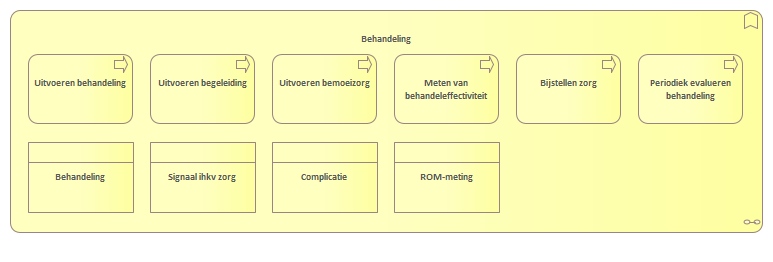 Behandeling
Uitvoeren behandeling
Uitvoeren begeleiding
Uitvoeren bemoeizorg
Meten van
behandeleffectiviteit
Bijstellen zorg
Periodiek evalueren
behandeling
Behandeling
Signaal ihkv zorg
Complicatie
ROM-meting